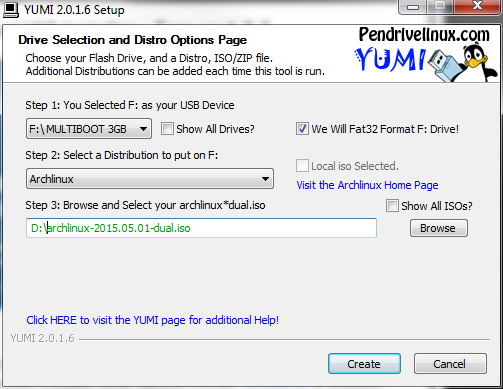 YUMI 2.0.1.6 Setup
Drive Selection and Distro Options Page
Choose your Flash Drive, and a Distro, ISO/ZIP file.
Additional Distributions can be added each time this tool is run.
Pendrivelinux.com
YUMI
Step 1: You Selected F: as your USB Device
F:\ MULTIBOOT 3GB
Show All Drives?
We Will Fat32 Format F: Drive!
Step 2: Select a Distribution to put on F:
Archlinux
Local iso Selected.
Visit the Archlinux Home Page
Step 3: Browse and Select your archlinux*dual.iso
Show All ISOs?
D:\archlinux-2015.05.01-dual.iso
Browse
Click HERE to visit the YUMI page for additional Help!
YUMI 2.0.1.6
Create
Cancel